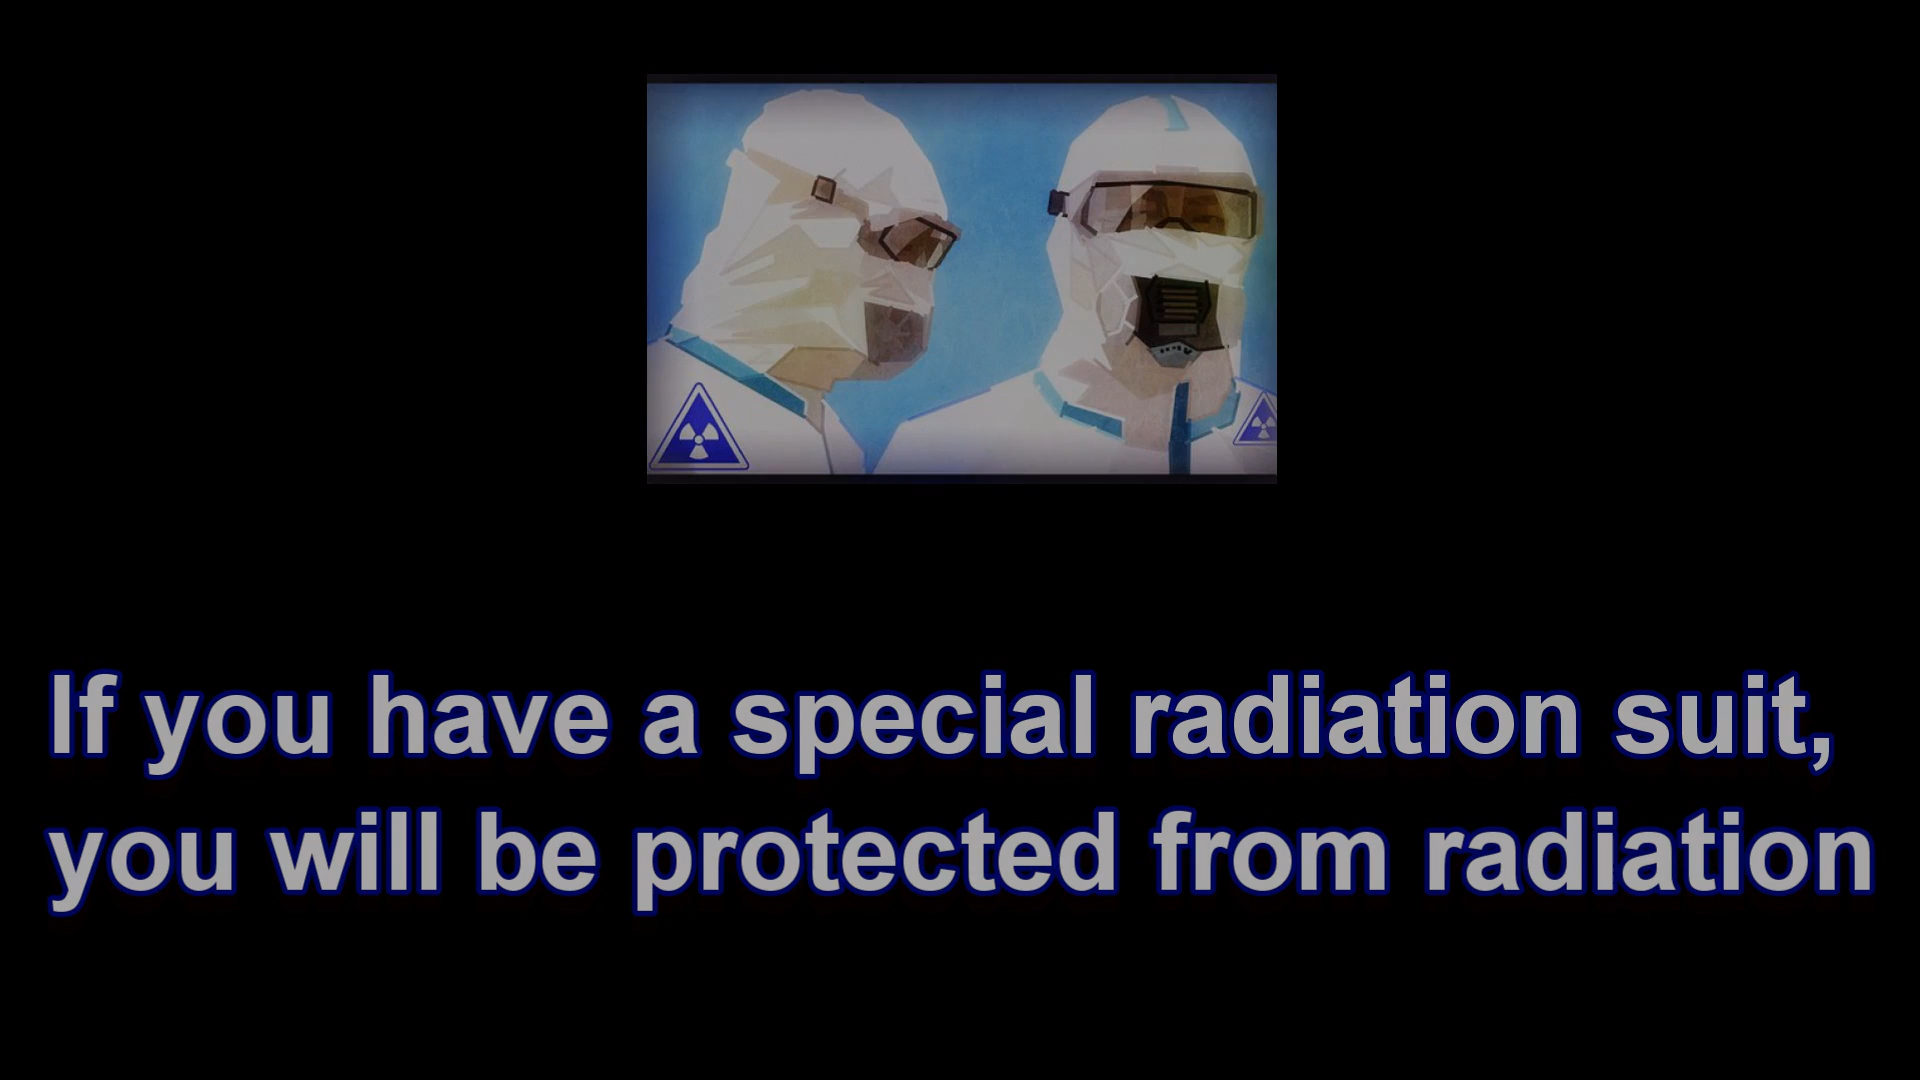 If you have a special radiation suit,
you will be protected from radiation